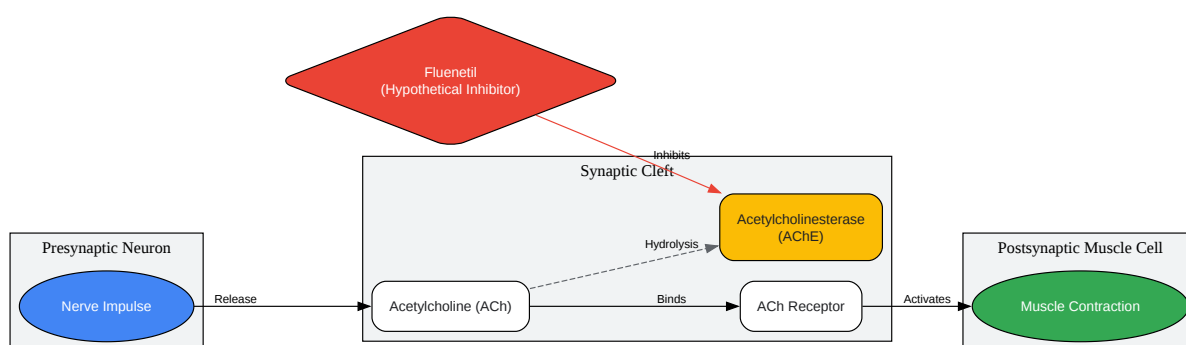 Fluenetil
(Hypothetical Inhibitor)
Inhibits
Synaptic Cleft
Acetylcholinesterase
(AChE)
Presynaptic Neuron
Hydrolysis
Postsynaptic Muscle Cell
Nerve Impulse
Release
Acetylcholine (ACh)
Binds
ACh Receptor
Activates
Muscle Contraction